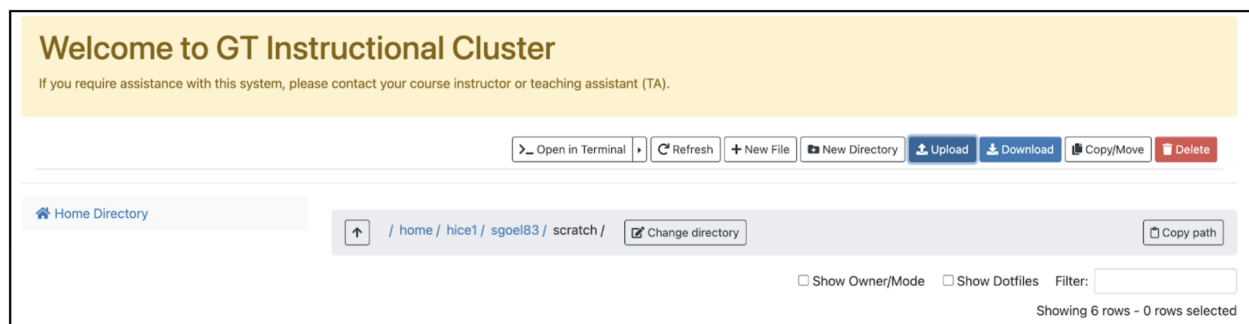 Welcome to GT Instructional Cluster
If you require assistance with this system, please contact your course instructor or teaching assistant (TA).
>_ Open in Terminal Refresh + New File New Directory Upload Download Copy/Move Delete
Home Directory
/ home / hice1 / sgoel83 / scratch / Change directory Copy path
Show Owner/Mode Show Dotfiles Filter:
Showing 6 rows - 0 rows selected